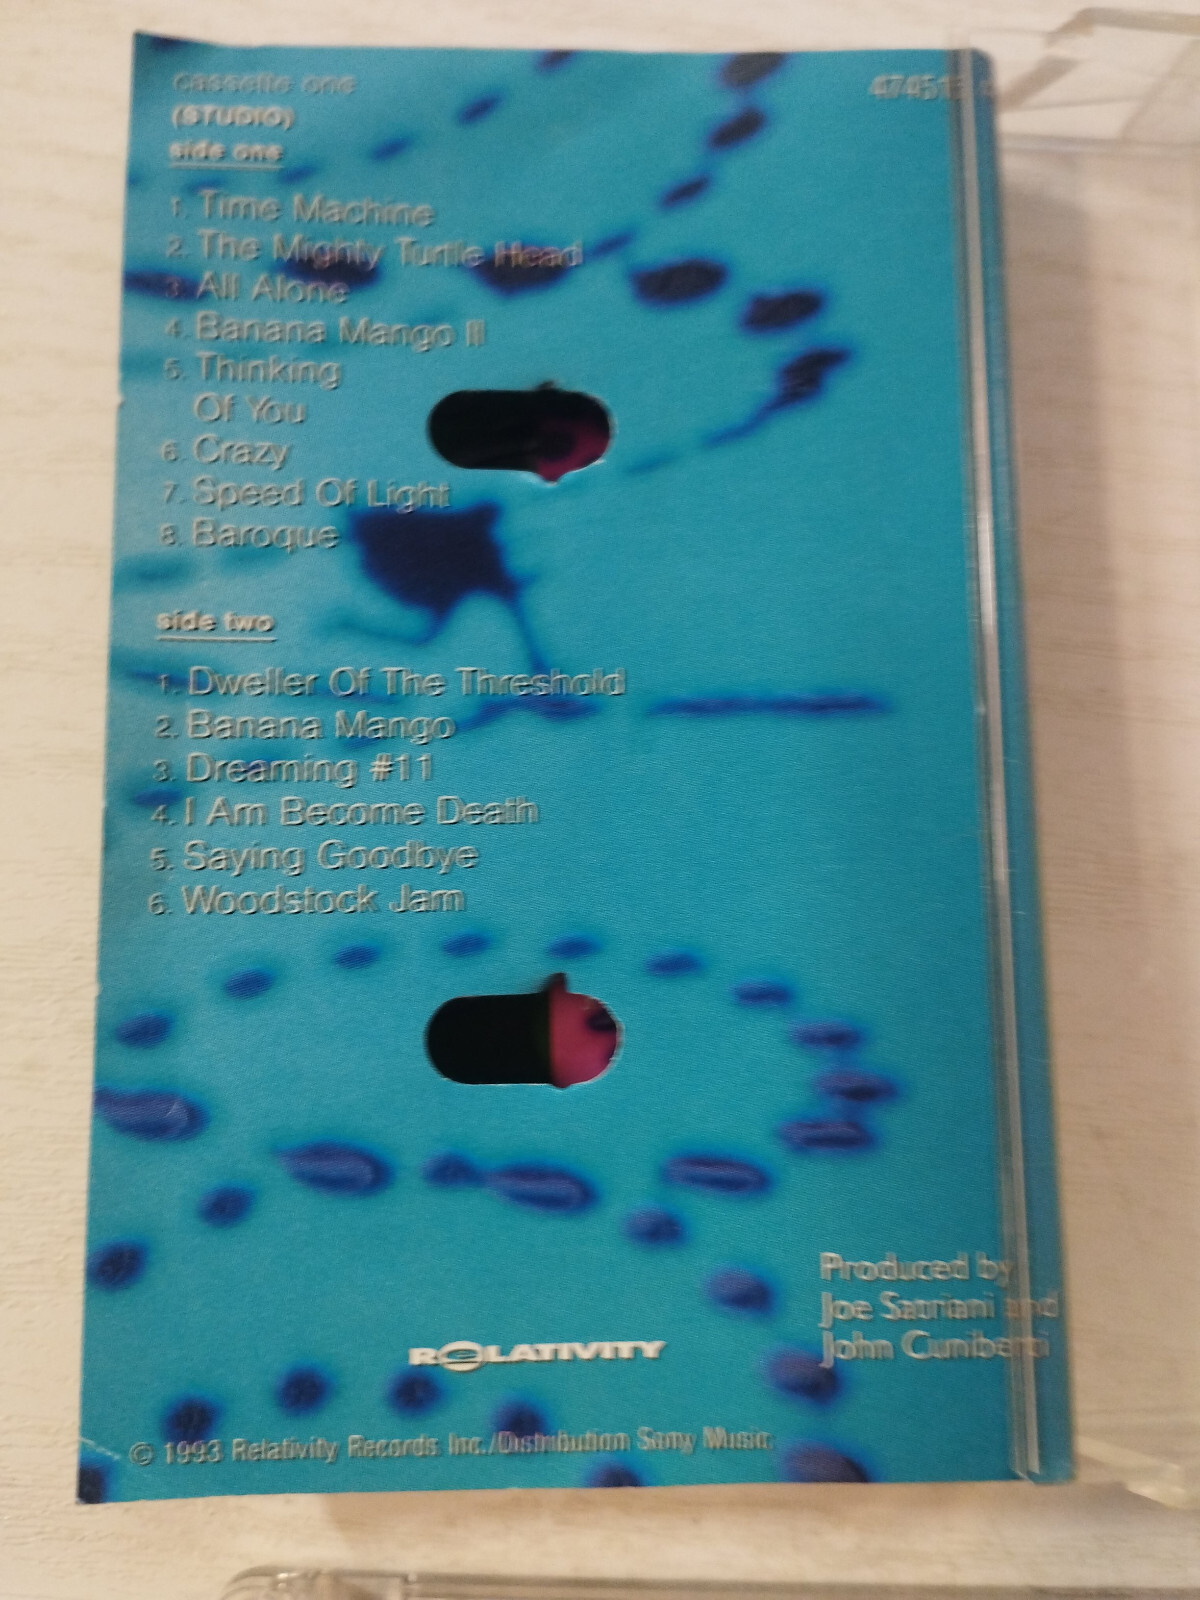 cassette one
(STUDIO)
side one
1. Time Machine
2. The Mighty Turtle Head
3. All Alone
4. Banana Mango II
5. Thinking
Of You
6. Crazy
7. Speed Of Light
8. Baroque
side two
1. Dweller Of The Threshold
2. Banana Mango
3. Dreaming #11
4. I Am Become Death
5. Saying Goodbye
6. Woodstock Jam
Produced by
Joe Satriani and
John Cuniberti
RELATIVITY
© 1993 Relativity Records Inc./Distribution Sony Music.